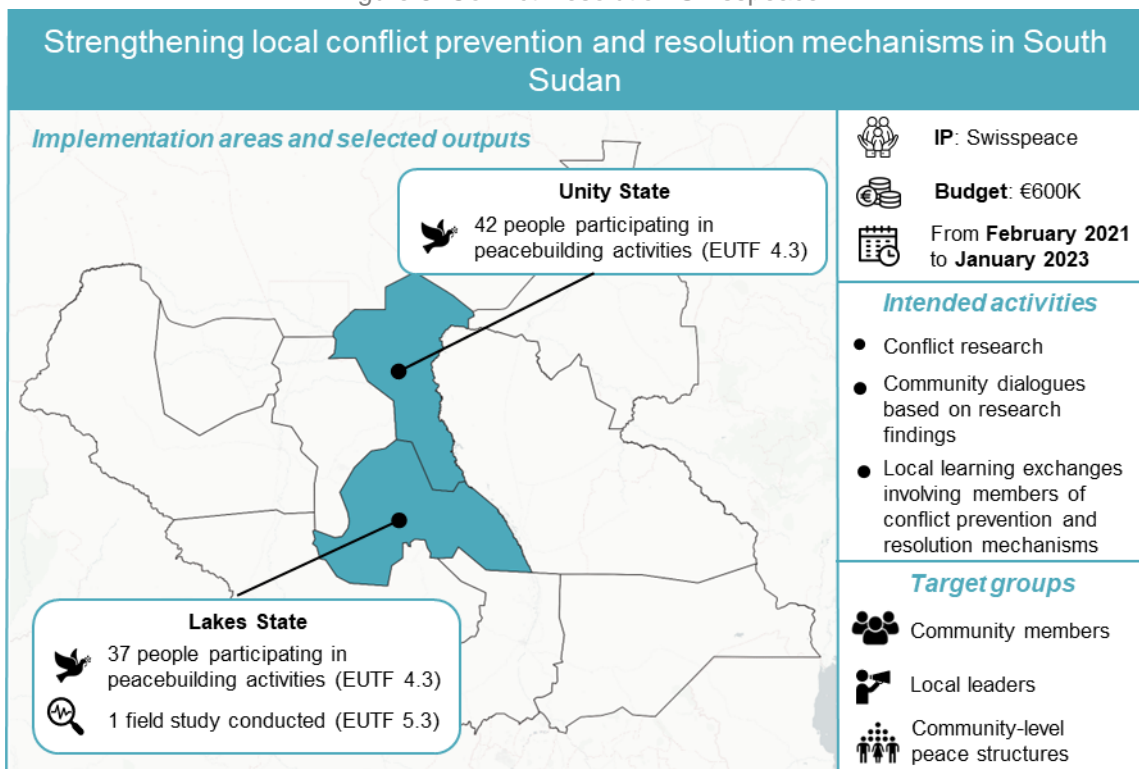 Strengthening local conflict prevention and resolution mechanisms in South
Sudan
Implementation areas and selected outputs
Unity State
42 people participating in
peacebuilding activities (EUTF 4.3)
Lakes State
37 people participating in
peacebuilding activities (EUTF 4.3)
1 field study conducted (EUTF 5.3)
IP: Swisspeace
Budget: €600K
From February 2021
to January 2023
Intended activities
● Conflict research
● Community dialogues
based on research
findings
● Local learning exchanges
involving members of
conflict prevention and
resolution mechanisms
Target groups
Community members
Local leaders
Community-level
peace structures